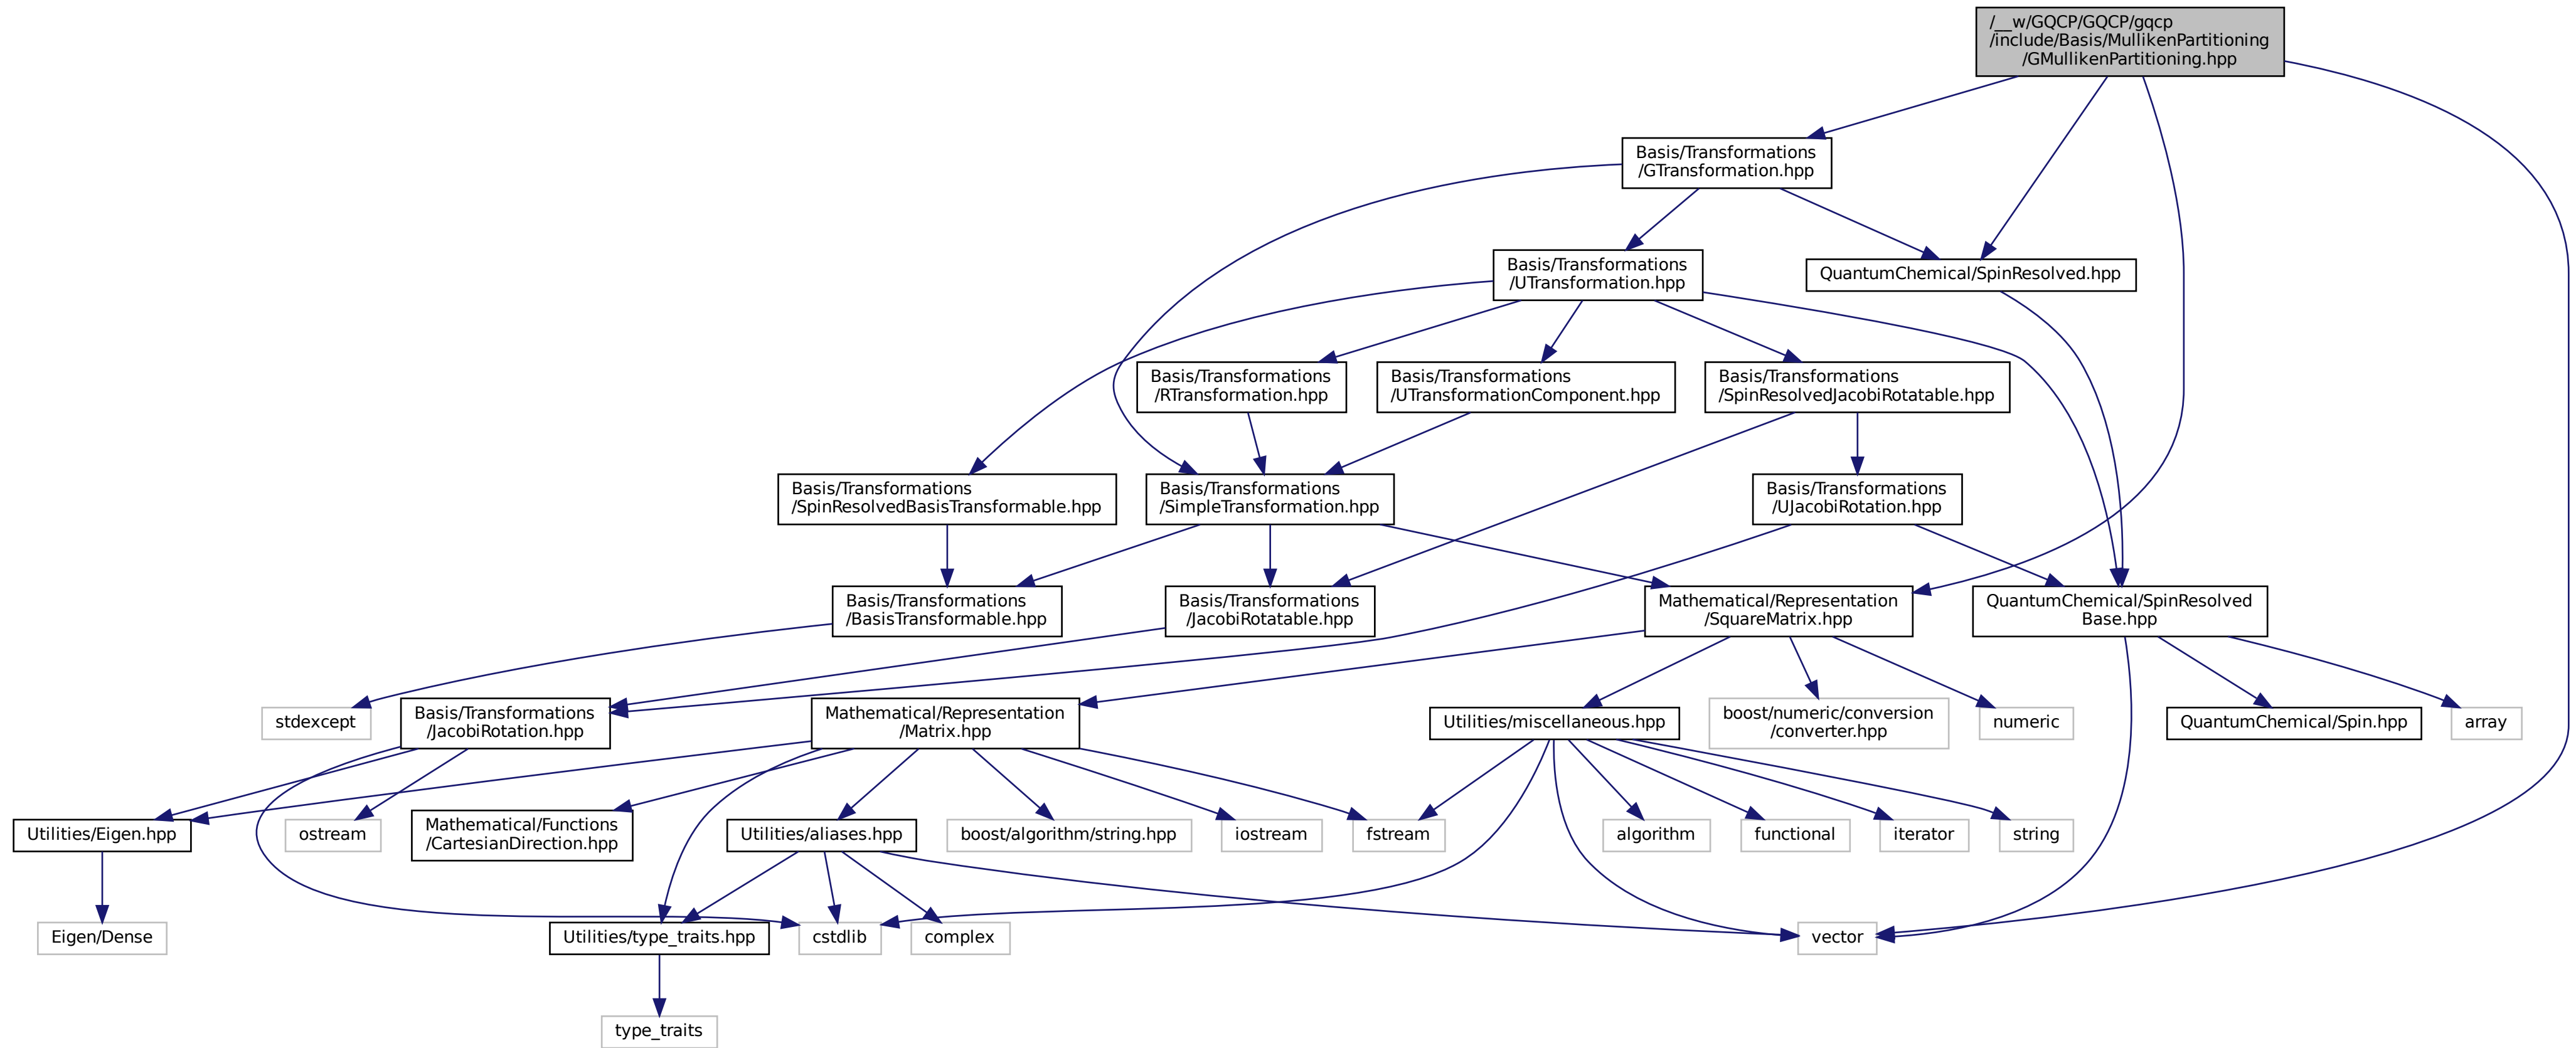 /__w/GQCP/GQCP/gqcp
/include/Basis/MullikenPartitioning
/GMullikenPartitioning.hpp
Basis/Transformations
/GTransformation.hpp
Basis/Transformations
/UTransformation.hpp
QuantumChemical/SpinResolved.hpp
Basis/Transformations
/RTransformation.hpp
Basis/Transformations
/UTransformationComponent.hpp
Basis/Transformations
/SpinResolvedJacobiRotatable.hpp
Basis/Transformations
/SpinResolvedBasisTransformable.hpp
Basis/Transformations
/SimpleTransformation.hpp
Basis/Transformations
/UJacobiRotation.hpp
Basis/Transformations
/BasisTransformable.hpp
Basis/Transformations
/JacobiRotatable.hpp
Mathematical/Representation
/SquareMatrix.hpp
QuantumChemical/SpinResolved
Base.hpp
stdexcept
Basis/Transformations
/JacobiRotation.hpp
Mathematical/Representation
/Matrix.hpp
Utilities/miscellaneous.hpp
boost/numeric/conversion
/converter.hpp
numeric
QuantumChemical/Spin.hpp
array
Utilities/Eigen.hpp
ostream
Mathematical/Functions
/CartesianDirection.hpp
Utilities/aliases.hpp
boost/algorithm/string.hpp
iostream
fstream
algorithm
functional
iterator
string
Eigen/Dense
Utilities/type_traits.hpp
cstdlib
complex
vector
type_traits